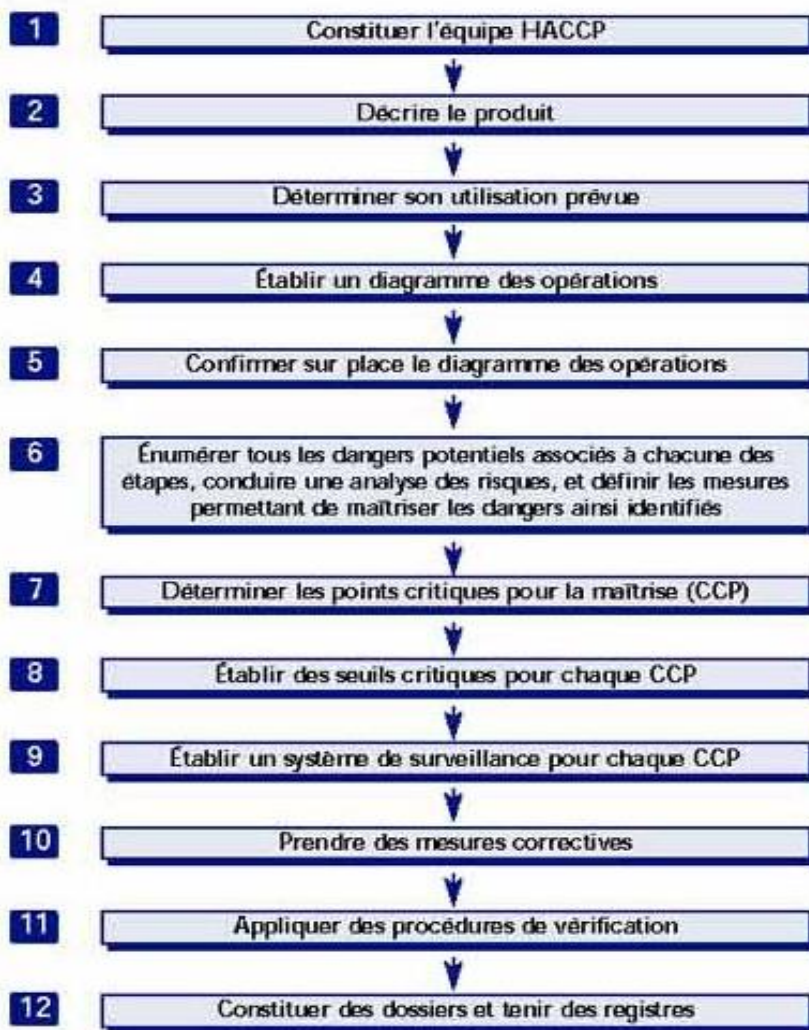 1 Constituer l'équipe HACCP
2 Décrire le produit
3 Déterminer son utilisation prévue
4 Établir un diagramme des opérations
5 Confirmer sur place le diagramme des opérations
6 Énumérer tous les dangers potentiels associés à chacune des
étapes, conduire une analyse des risques, et définir les mesures
permettant de maîtriser les dangers ainsi identifiés
7 Déterminer les points critiques pour la maîtrise (CCP)
8 Établir des seuils critiques pour chaque CCP
9 Établir un système de surveillance pour chaque CCP
10 Prendre des mesures correctives
11 Appliquer des procédures de vérification
12 Constituer des dossiers et tenir des registres